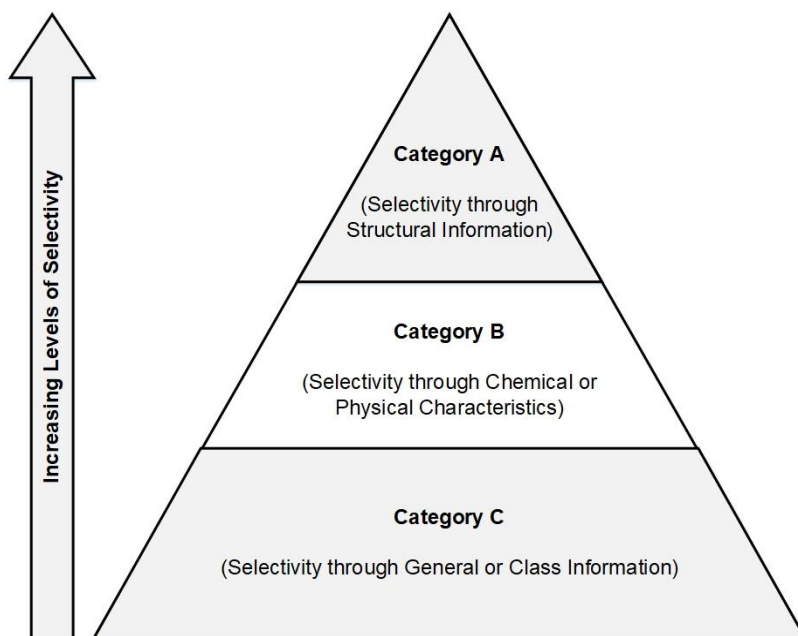 Increasing Levels of Selectivity
Category A
(Selectivity through
Structural Information)
Category B
(Selectivity through Chemical or
Physical Characteristics)
Category C
(Selectivity through General or Class Information)